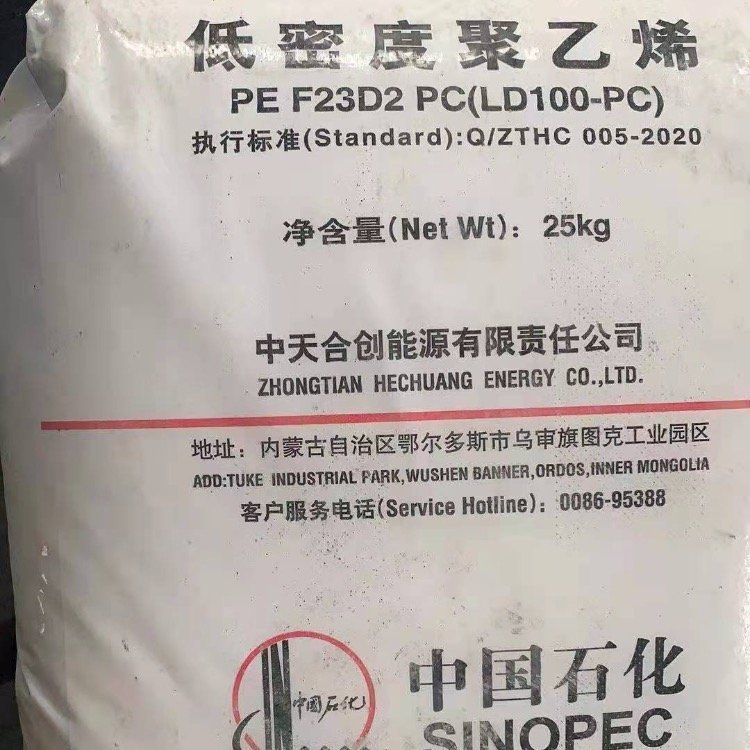 低密度聚乙烯
PE F23D2 PC(LD100-PC)
执行标准(Standard):Q/ZTHC 005-2020
净含量(Net Wt)：25kg
中天合创能源有限责任公司
ZHONGTIAN HECHUANG ENERGY CO.,LTD.
地址：内蒙古自治区鄂尔多斯市乌审旗图克工业园区
ADD:TUKE INDUSTRIAL PARK,WUSHEN BANNER,ORDOS,INNER MONGOLIA
客户服务电话(Service Hotline)：0086-95388
中国石化
中国石化
SINOPEC